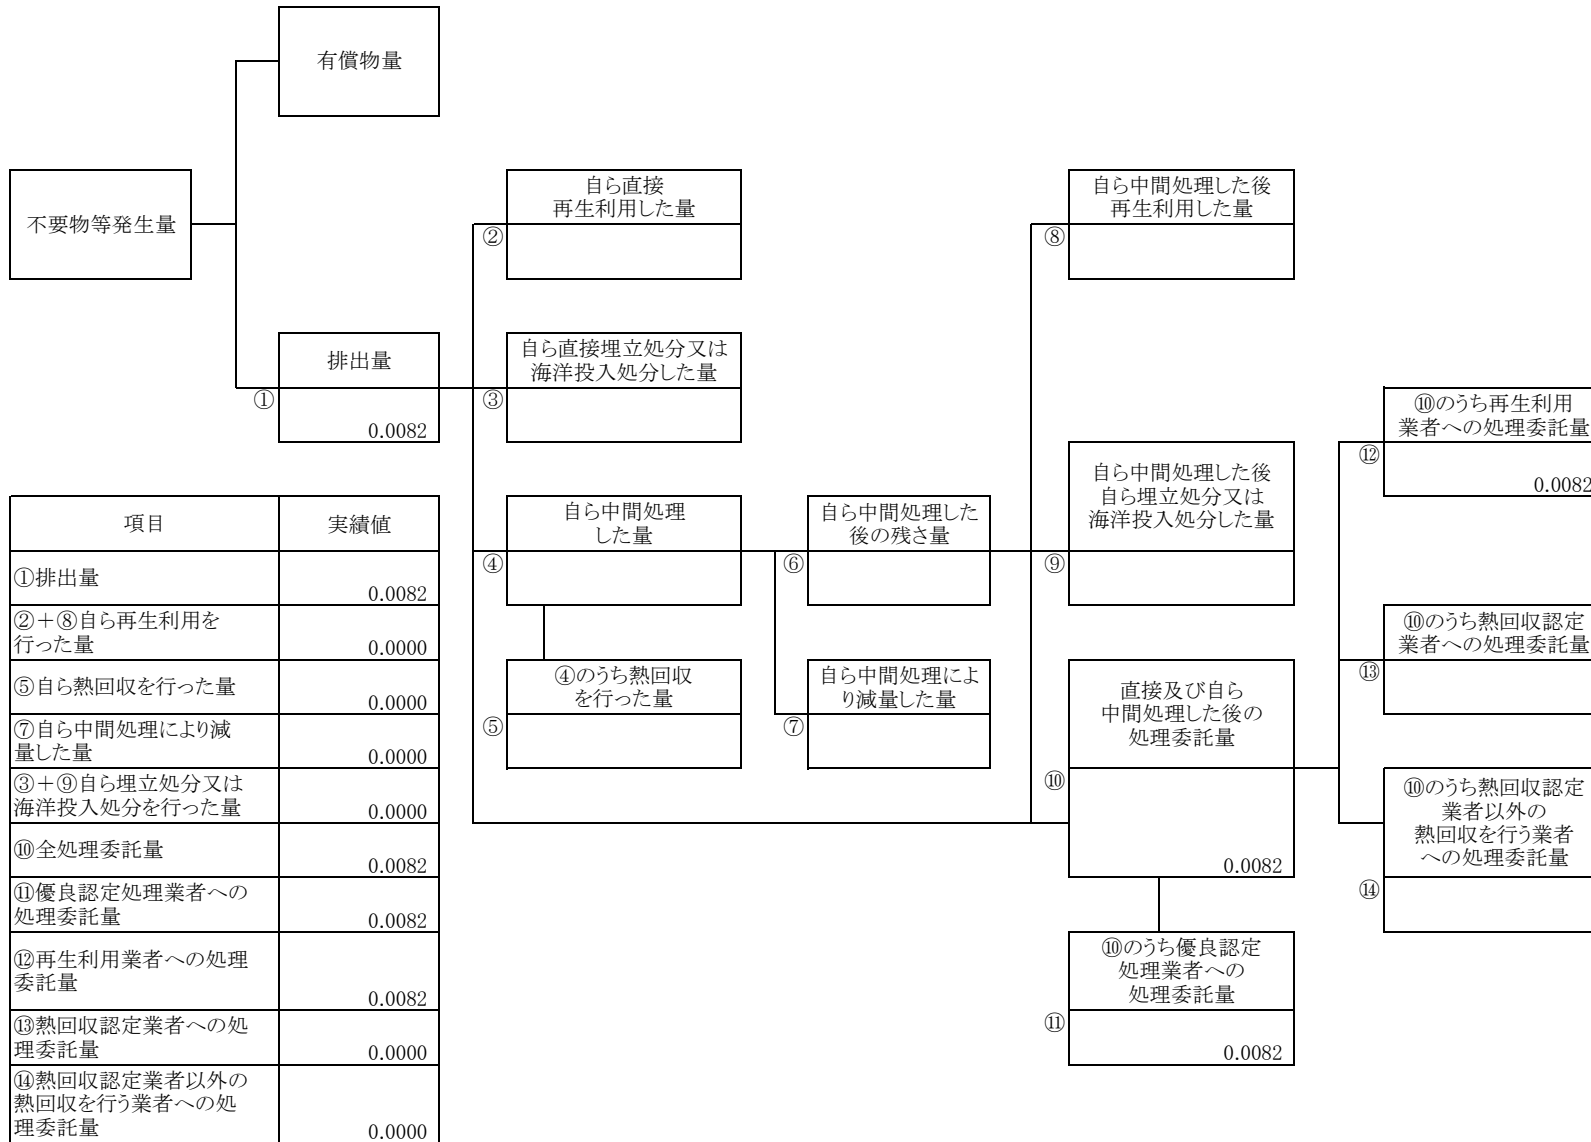 有償物量
不要物等発生量
自ら直接
再生利用した量
②
自ら中間処理した後
再生利用した量
⑧
排出量
①
0.0082
自ら直接埋立処分又は
海洋投入処分した量
③
⑩のうち再生利用
業者への処理委託量
⑫
0.0082
自ら中間処理
した量
④
自ら中間処理した
後の残さ量
⑥
自ら中間処理した後
自ら埋立処分又は
海洋投入処分した量
⑨
④のうち熱回収
を行った量
⑤
自ら中間処理によ
り減量した量
⑦
直接及び自ら
中間処理した後の
処理委託量
⑩
0.0082
⑩のうち熱回収認定
業者への処理委託量
⑬
⑩のうち熱回収認定
業者以外の
熱回収を行う業者
への処理委託量
⑭
⑩のうち優良認定
処理業者への
処理委託量
⑪
0.0082
項目 実績値
①排出量
0.0082
②+⑧自ら再生利用を
行った量 0.0000
⑤自ら熱回収を行った量
0.0000
⑦自ら中間処理により減
量した量 0.0000
③+⑨自ら埋立処分又は
海洋投入処分を行った量 0.0000
⑩全処理委託量
0.0082
⑪優良認定処理業者への
処理委託量 0.0082
⑫再生利用業者への処理
委託量
0.0082
⑬熱回収認定業者への処
理委託量 0.0000
⑭熱回収認定業者以外の
熱回収を行う業者への処
理委託量 0.0000